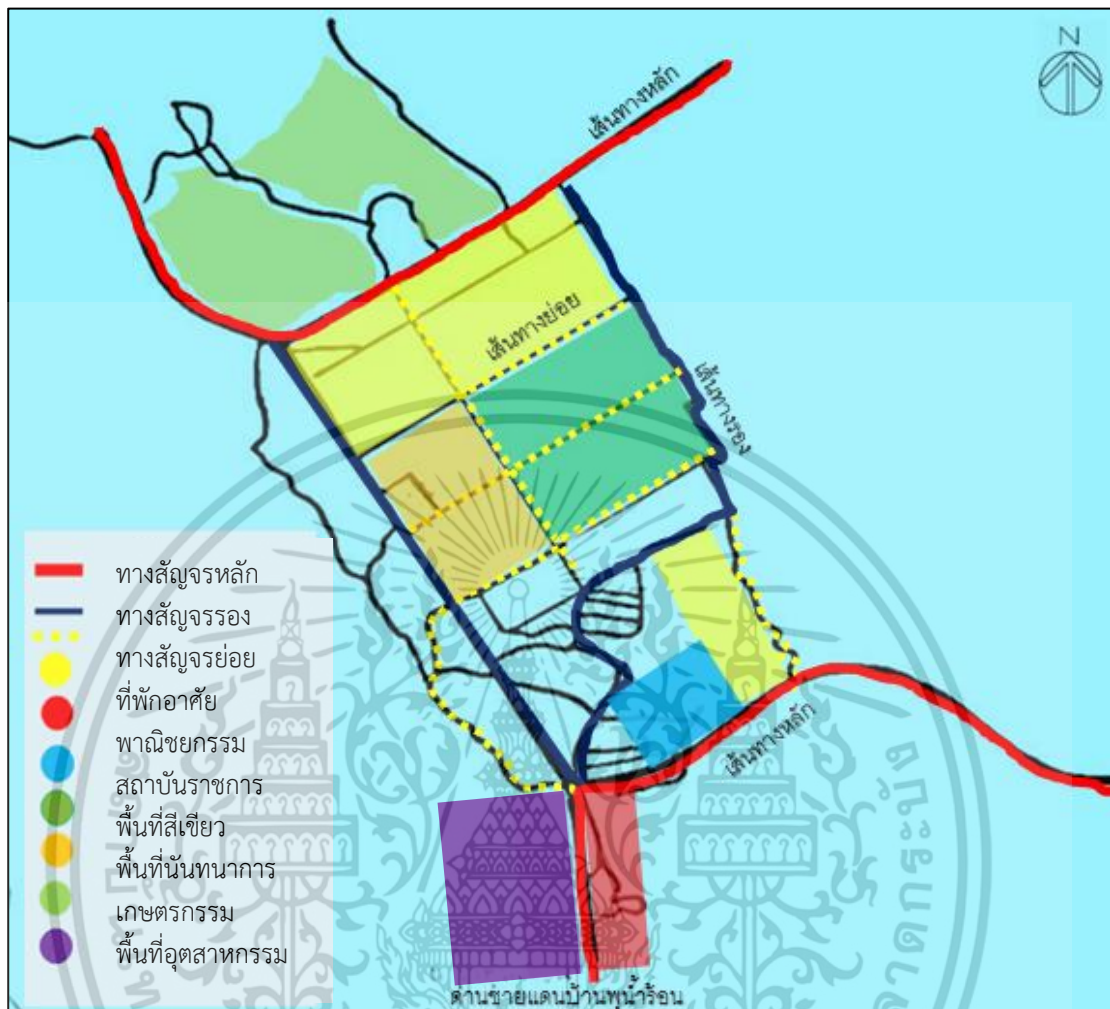 N
เส้นทางหลัก
เส้นทางย่อย
เส้นทางรอง
เส้นทางหลัก
ทางสัญจรหลัก
ทางสัญจรรอง
ทางสัญจรย่อย
ที่พักอาศัย
พาณิชยกรรม
สถาบันราชการ
พื้นที่สีเขียว
พื้นที่นันทนาการ
เกษตรกรรม
พื้นที่อุตสาหกรรม
ด่านชายแดนบ้านพุน้ำร้อน